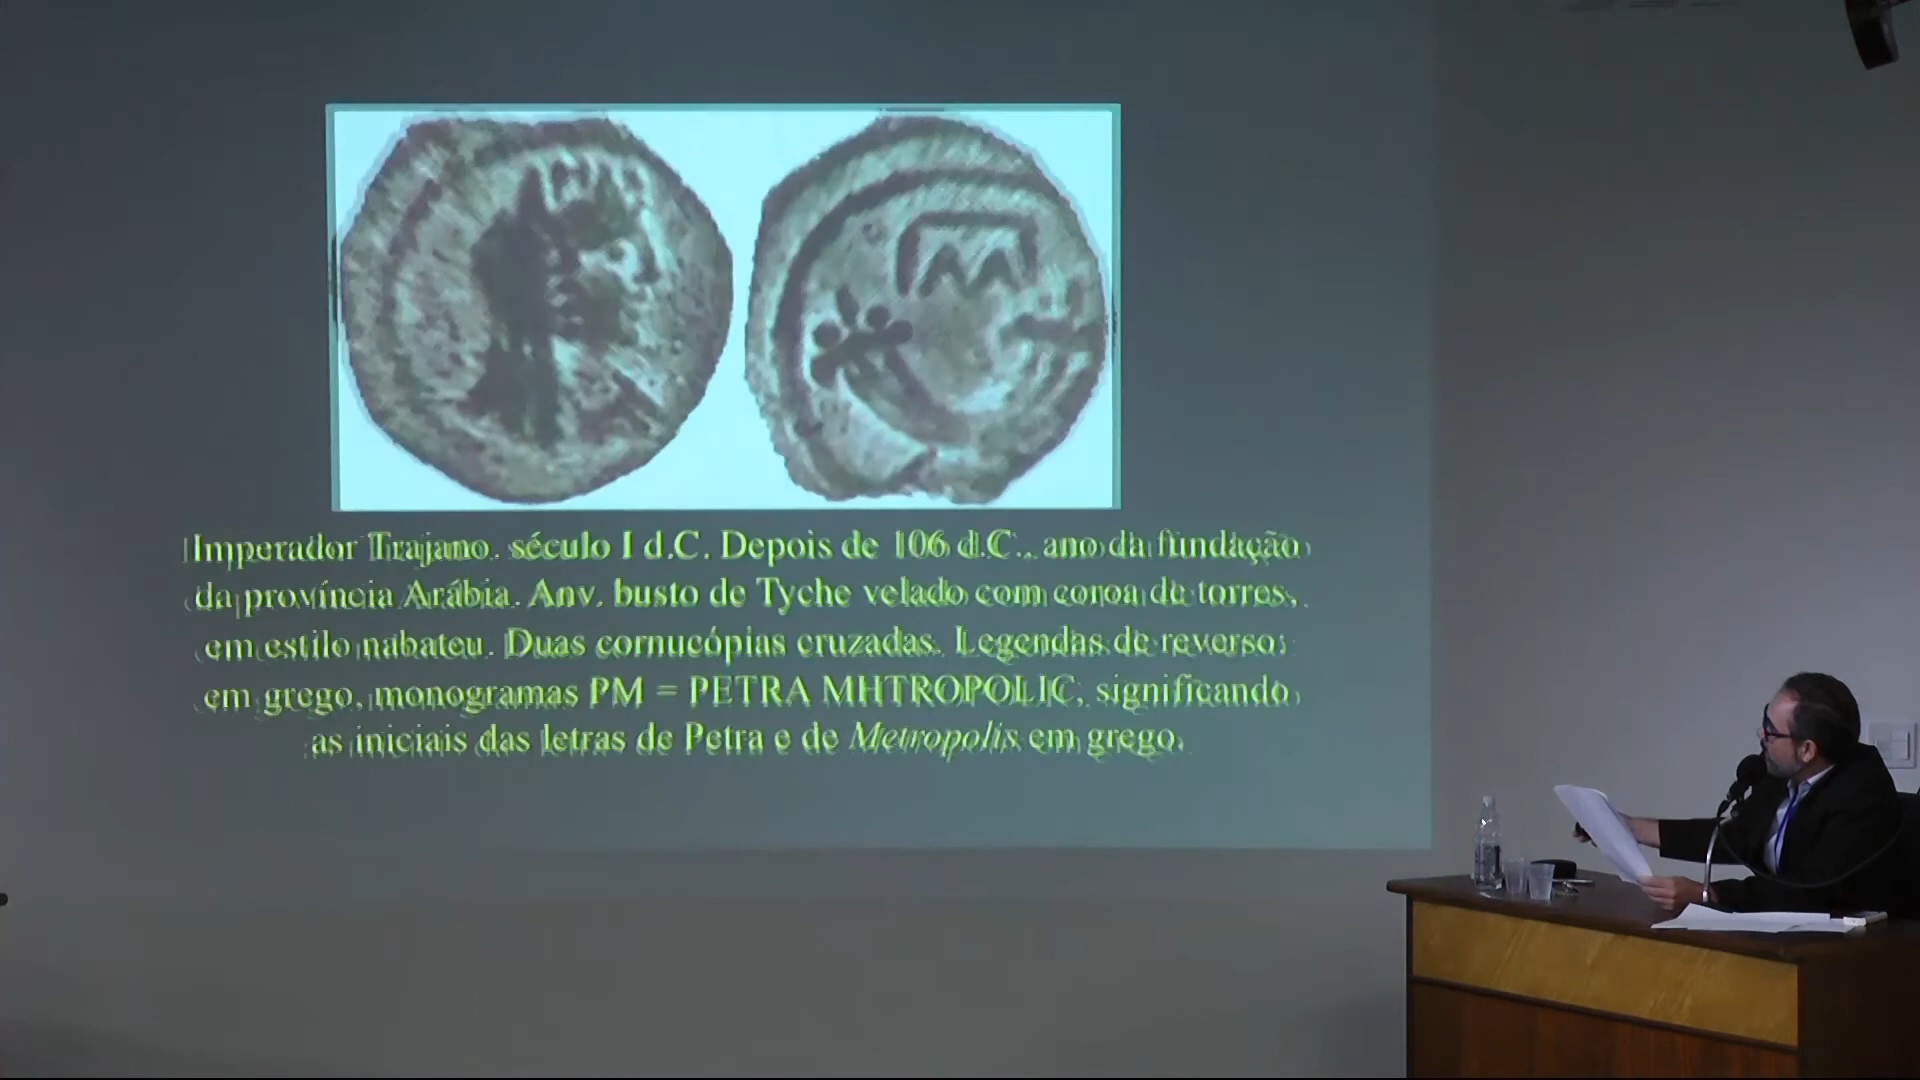 Imperador Trajano. século I d.C. Depois de 106 d.C., ano da fundação
da província Arábia. Anv. busto de Tyche velado com coroa de torres,
em estilo nabateu. Duas cornucópias cruzadas. Legendas de reverso:
em grego, monogramas PM = PETRA MHTROPOLIC, significando
as iniciais das letras de Petra e de Metropolis em grego.